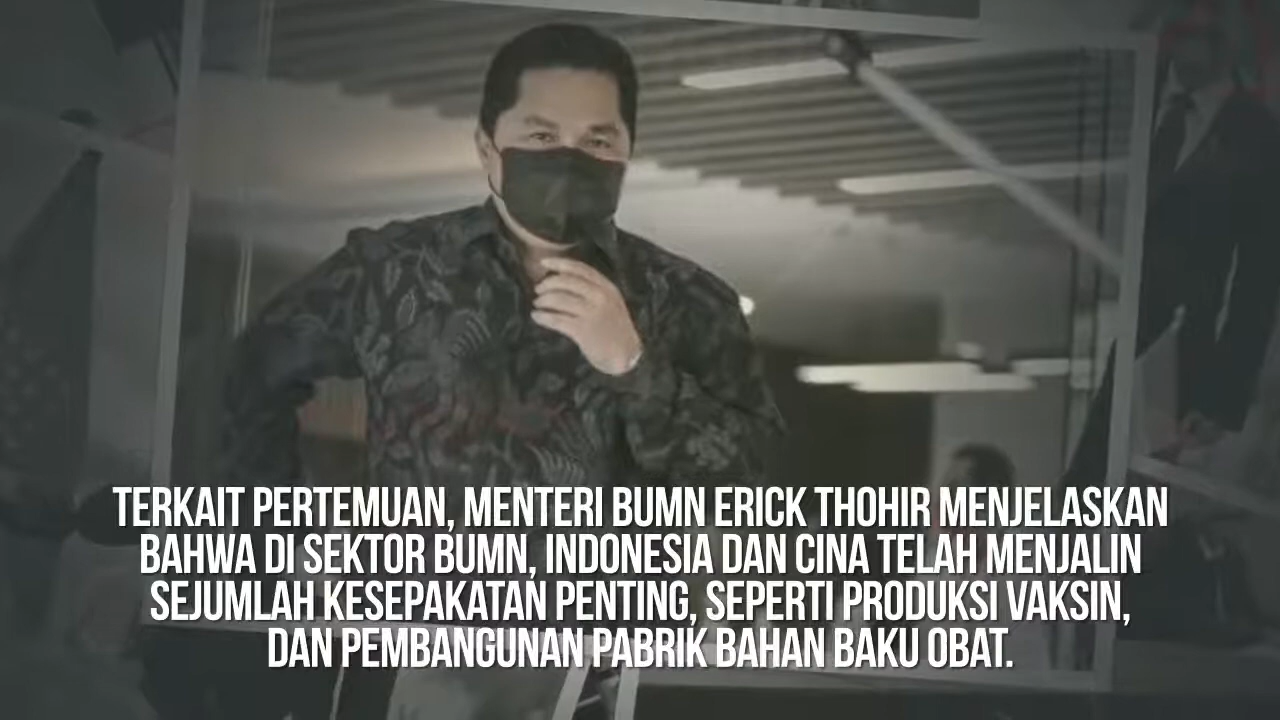 TERKAIT PERTEMUAN, MENTERI BUMN ERICK THOHIR MENJELASKAN
BAHWA DI SEKTOR BUMN, INDONESIA DAN CINA TELAH MENJALIN
SEJUMLAH KESEPAKATAN PENTING, SEPERTI PRODUKSI VAKSIN,
DAN PEMBANGUNAN PABRIK BAHAN BAKU OBAT.